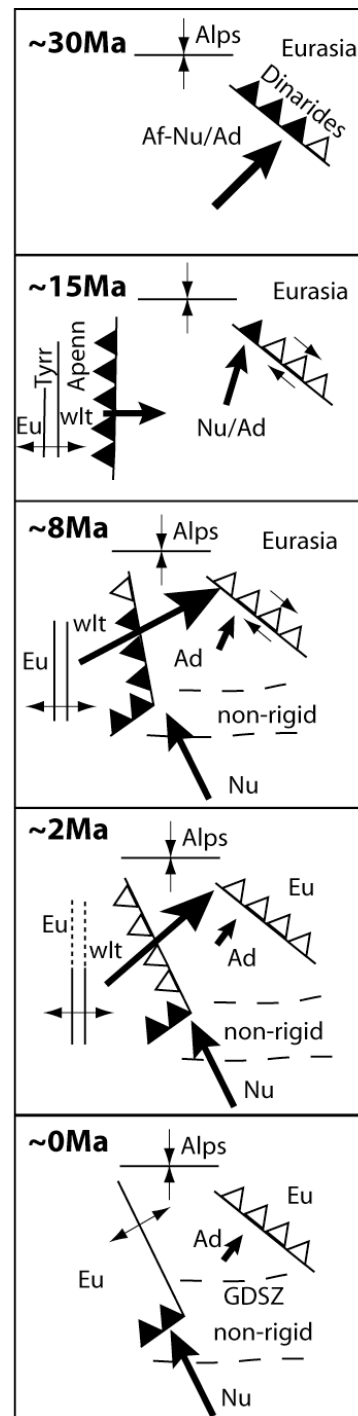 ~30Ma
Alps
Eurasia
Dinarides
Af-Nu/Ad
~15Ma
Eurasia
Tyrr
Apenn
Eu
wlt
Nu/Ad
~8Ma
Alps
Eurasia
wlt
Eu
Ad
non-rigid
Nu
~2Ma
Alps
Eu
Eu
wlt
Ad
non-rigid
Nu
~0Ma
Alps
Eu
Ad
Eu
GDSZ
non-rigid
Nu